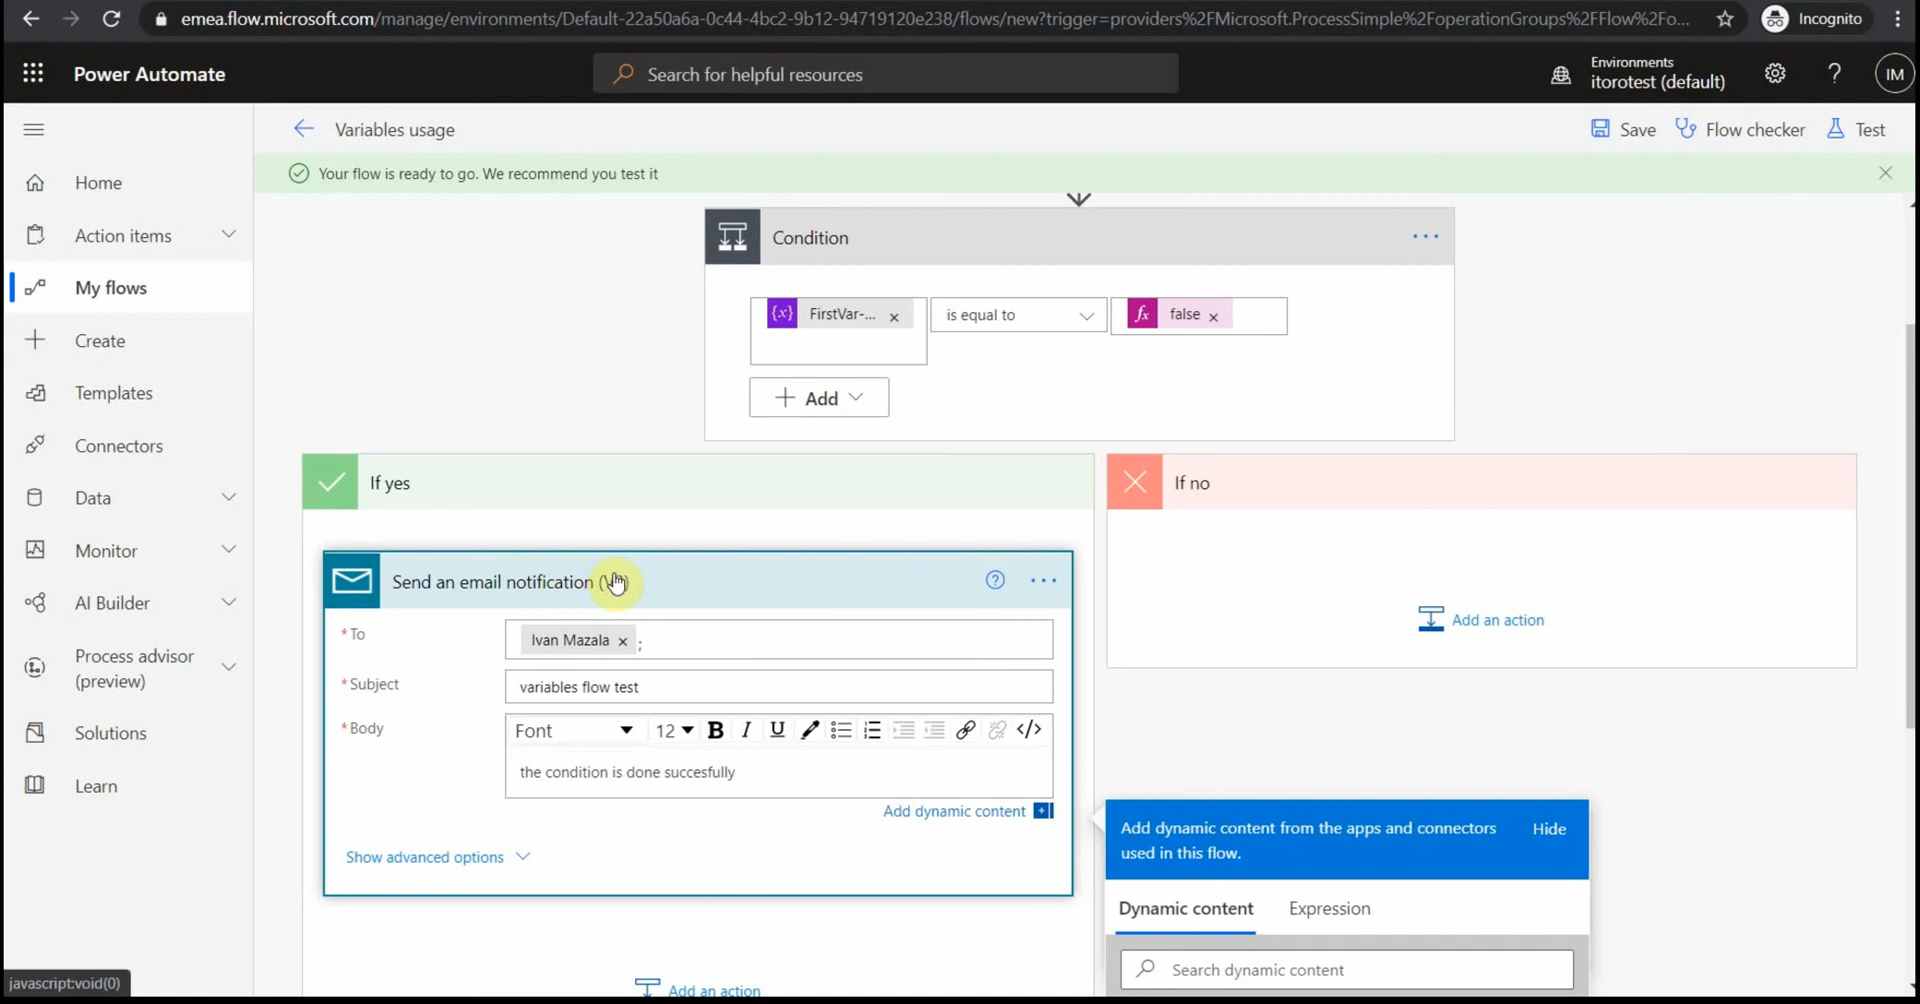 emea.flow.microsoft.com/manage/environments/Default-22a50a6a-0c44-4bc2-9b12-94719120e238/flows/new?trigger=providers%2FMicrosoft.ProcessSimple%2FoperationGroups%2FFlow%2Fo...
Incognito
Power Automate
Search for helpful resources
Environments
itorotest (default)
?
IM
Variables usage
Save
Flow checker
Test
Your flow is ready to go. We recommend you test it
Home
Action items
My flows
Create
Templates
Connectors
Data
Monitor
AI Builder
Process advisor
(preview)
Solutions
Learn
Condition
{x} FirstVar-... ×
is equal to
fx false ×
+ Add
If yes
If no
Send an email notification
?
* To
Ivan Mazala × ;
* Subject
variables flow test
* Body
Font
12
B I U
</>
the condition is done succesfully
Add dynamic content +
Show advanced options
Add an action
Add an action
Add dynamic content from the apps and connectors
used in this flow.
Hide
Dynamic content
Expression
Search dynamic content
javascript:void(0)